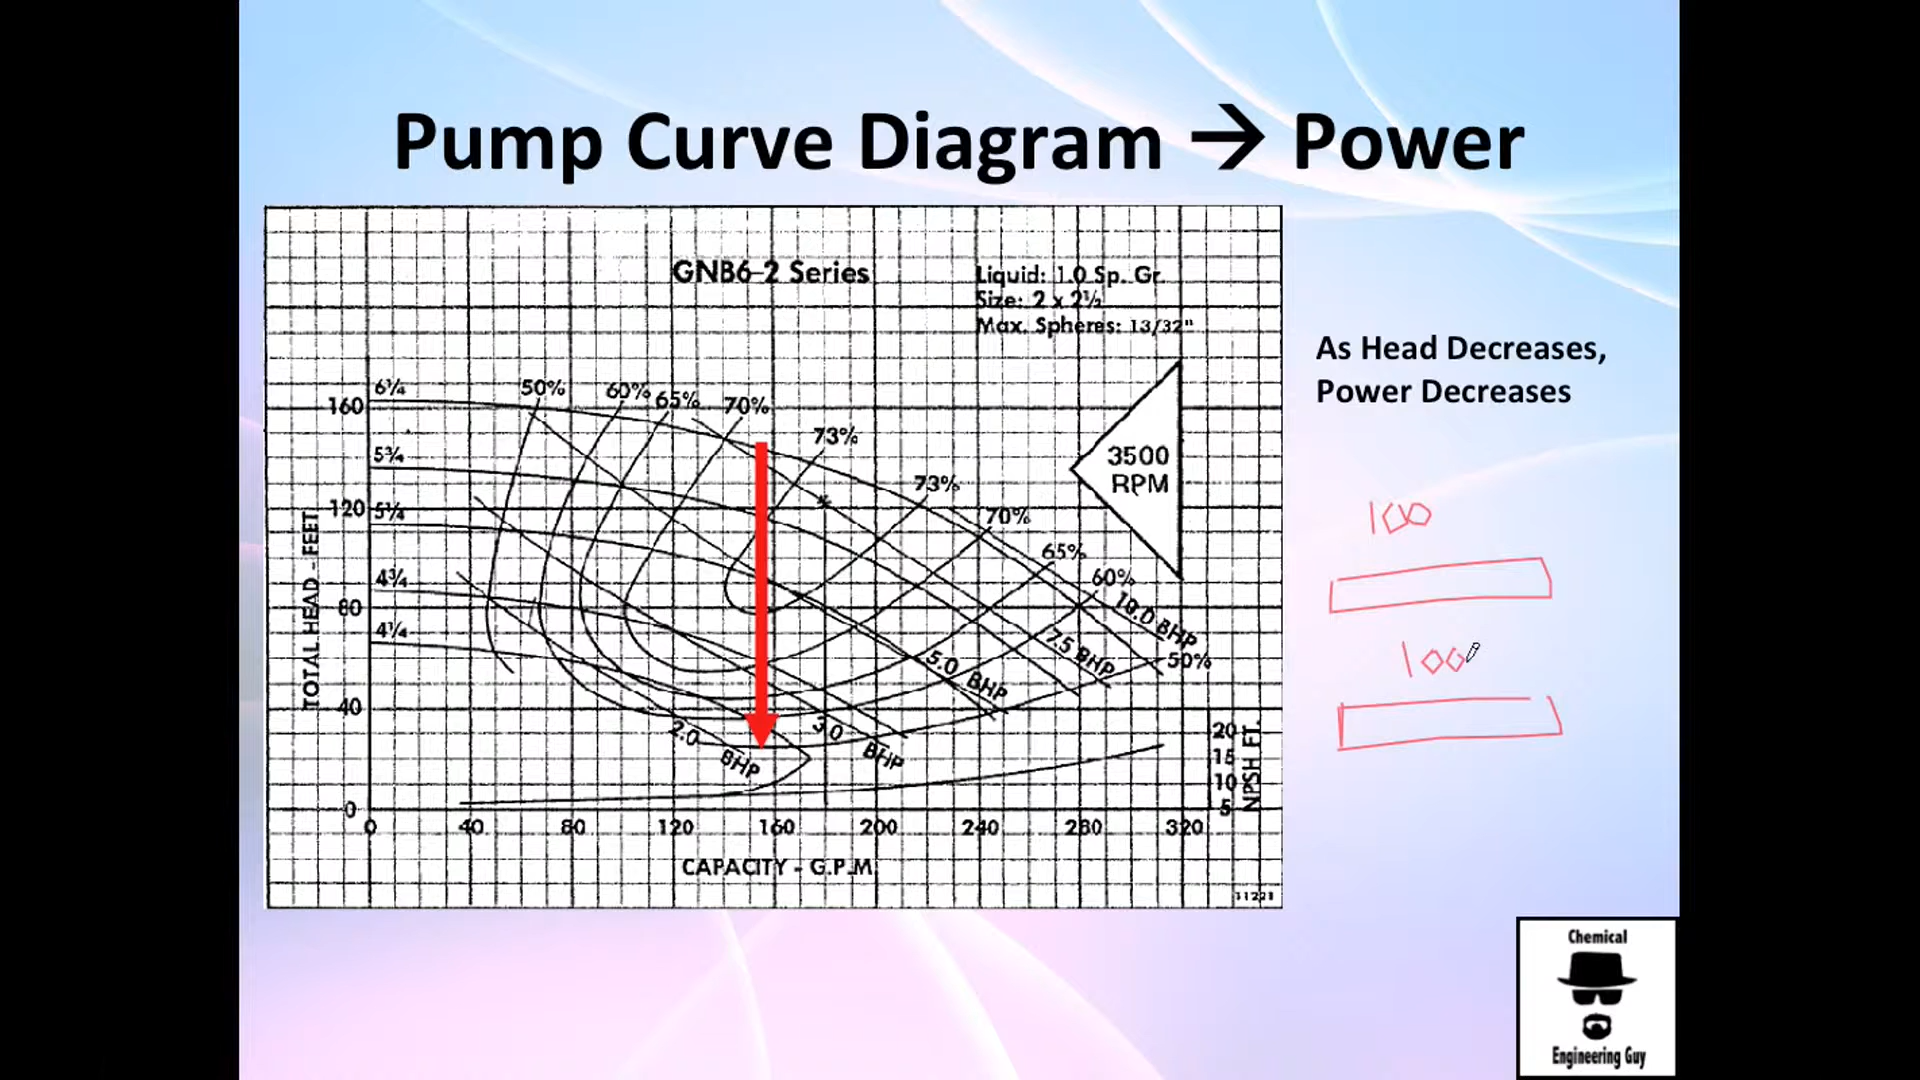 Pump Curve Diagram → Power
GNB6-2 Series
Liquid: 1.0 Sp. Gr.
Size: 2 x 2½
Max. Spheres: 13/32"
As Head Decreases,
Power Decreases
6¼
50%
60%
65%
70%
160
73%
5¾
3500
RPM
73%
120
5¼
70%
100
65%
4¾
60%
80
10.0 BHP
4¼
7.5 BHP
50%
5.0 BHP
100
TOTAL HEAD - FEET
40
2.0 BHP
3.0 BHP
20
15
10
5
NPSH FT.
0
0 40 80 120 160 200 240 280 320
CAPACITY - G.P.M.
Chemical
Engineering Guy